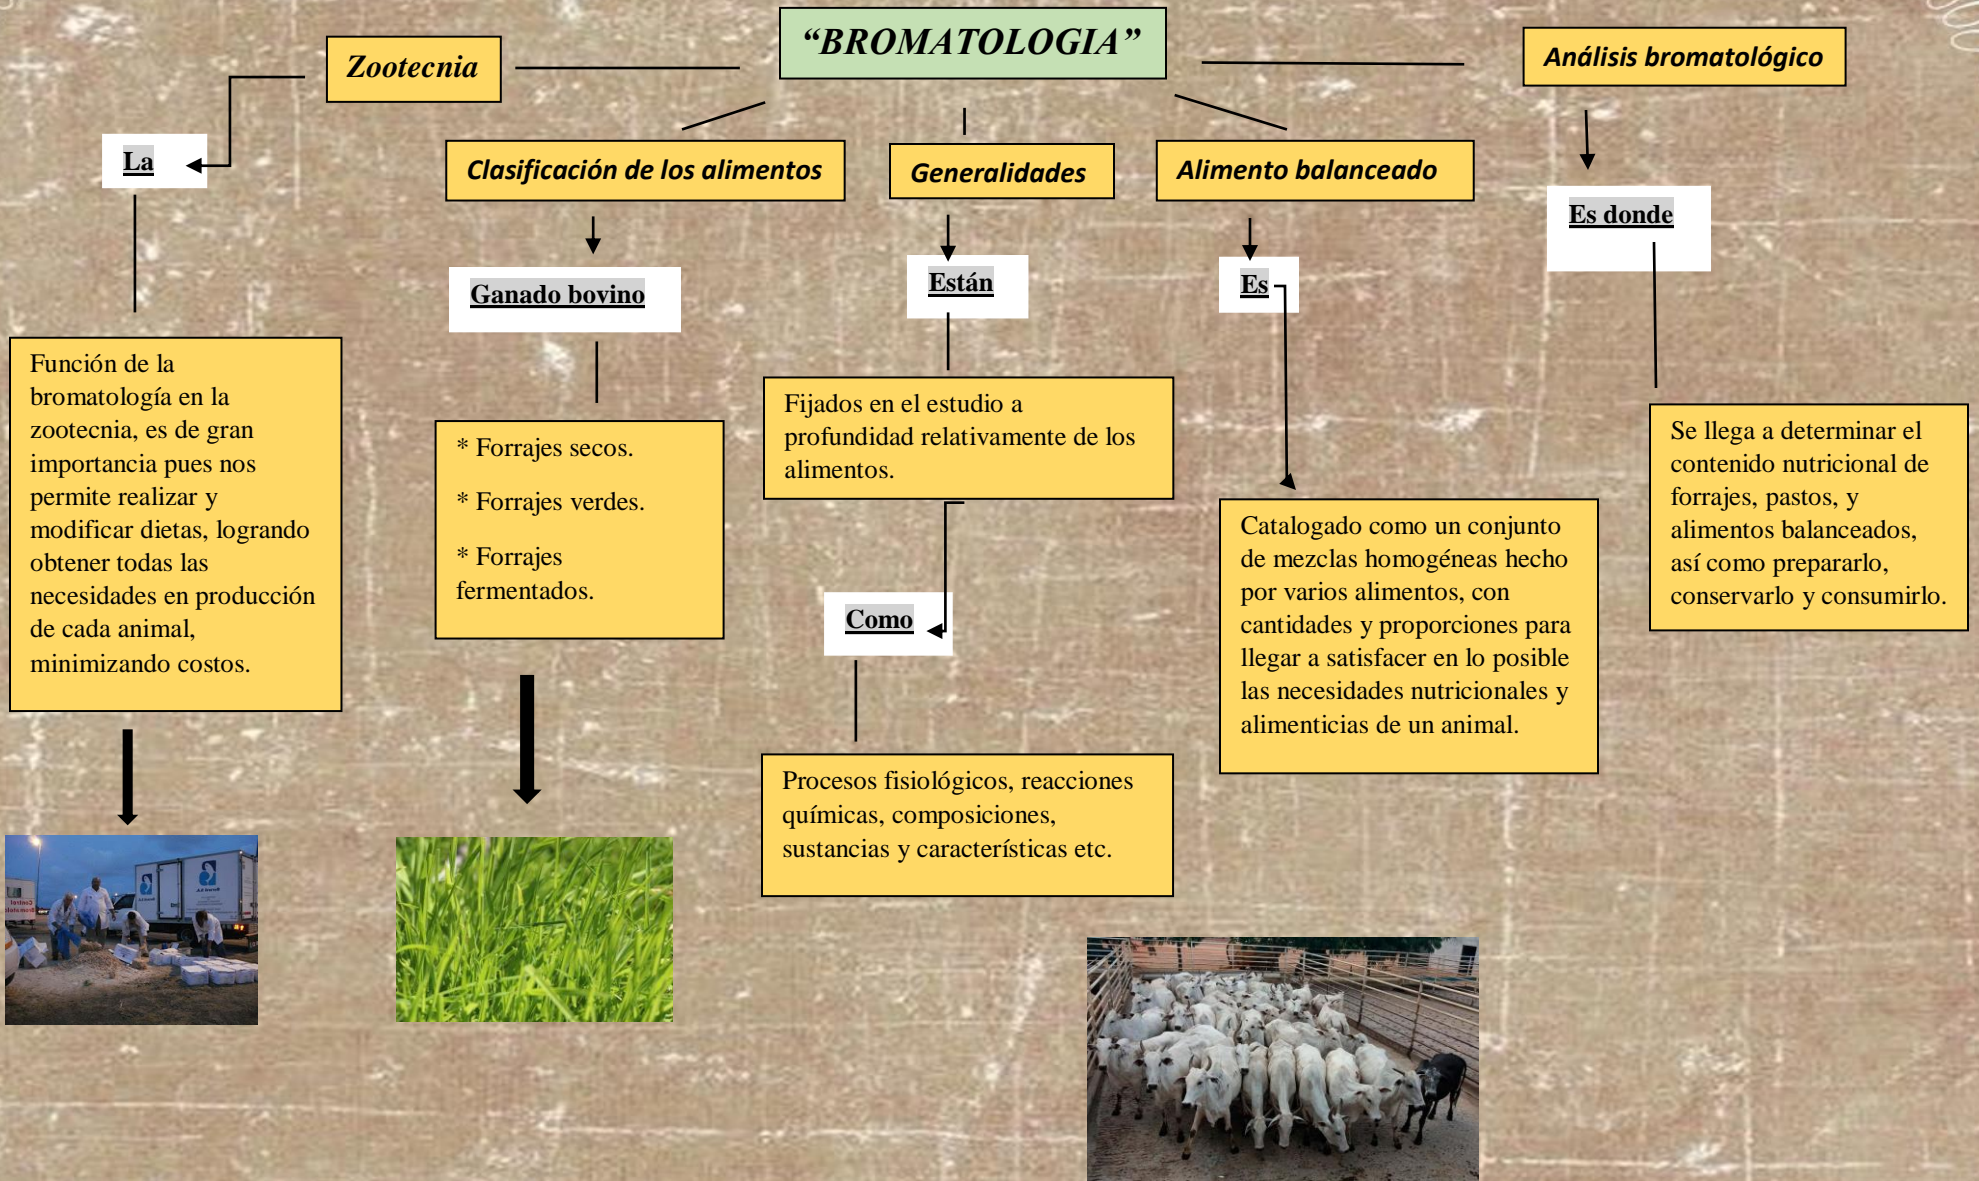 “BROMATOLOGIA”
Zootecnia
Análisis bromatológico
Clasificación de los alimentos
Generalidades
Alimento balanceado
La
Función de la
bromatología en la
zootecnia, es de gran
importancia pues nos
permite realizar y
modificar dietas, logrando
obtener todas las
necesidades en producción
de cada animal,
minimizando costos.
Ganado bovino
* Forrajes secos.
* Forrajes verdes.
* Forrajes
fermentados.
Están
Fijados en el estudio a
profundidad relativamente de los
alimentos.
Como
Procesos fisiológicos, reacciones
químicas, composiciones,
sustancias y características etc.
Es
Catalogado como un conjunto
de mezclas homogéneas hecho
por varios alimentos, con
cantidades y proporciones para
llegar a satisfacer en lo posible
las necesidades nutricionales y
alimenticias de un animal.
Es donde
Se llega a determinar el
contenido nutricional de
forrajes, pastos, y
alimentos balanceados,
así como prepararlo,
conservarlo y consumirlo.